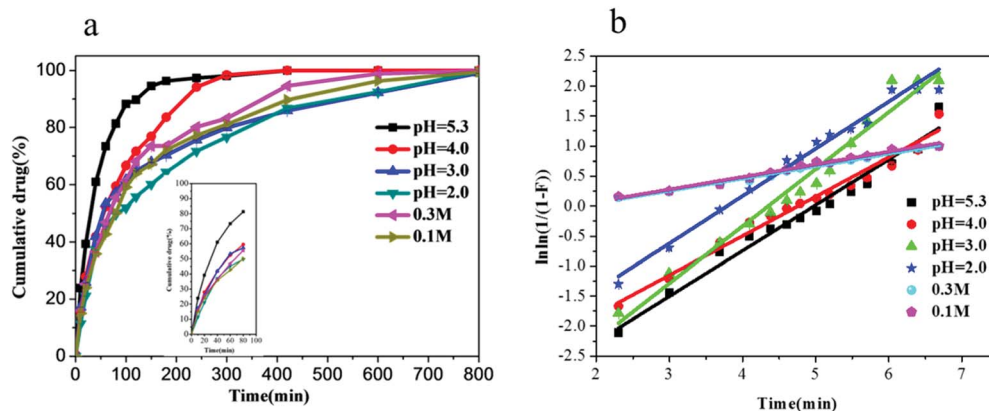 a
Cumulative drug(%)
100
80
60
40
20
0
0 100 200 300 400 500 600 700 800
Time(min)
pH=5.3
pH=4.0
pH=3.0
pH=2.0
0.3M
0.1M
Cumulative drug(%)
100
90
80
70
60
50
40
30
20
10
0
0 20 40 60 80 100
Time(min)
b
lnln(1/(1-F))
2.5
2.0
1.5
1.0
0.5
0.0
-0.5
-1.0
-1.5
-2.0
-2.5
2 3 4 5 6 7
Time(min)
pH=5.3
pH=4.0
pH=3.0
pH=2.0
0.3M
0.1M